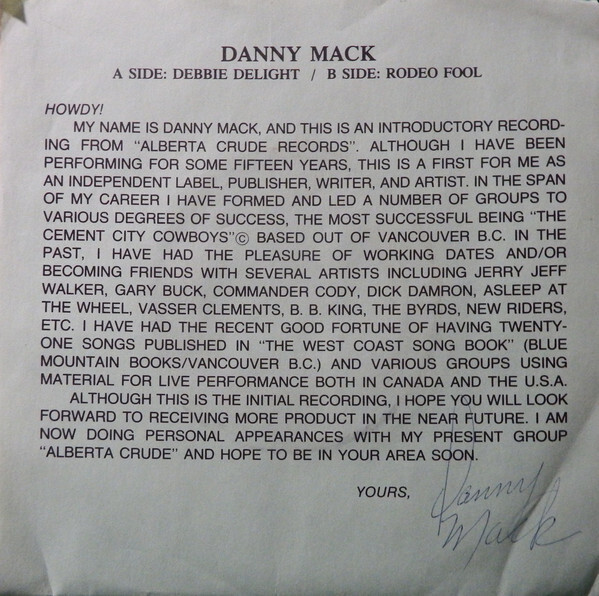 DANNY MACK
A SIDE: DEBBIE DELIGHT / B SIDE: RODEO FOOL
HOWDY!
MY NAME IS DANNY MACK, AND THIS IS AN INTRODUCTORY RECORD-
ING FROM "ALBERTA CRUDE RECORDS". ALTHOUGH I HAVE BEEN
PERFORMING FOR SOME FIFTEEN YEARS, THIS IS A FIRST FOR ME AS
AN INDEPENDENT LABEL, PUBLISHER, WRITER, AND ARTIST. IN THE SPAN
OF MY CAREER I HAVE FORMED AND LED A NUMBER OF GROUPS TO
VARIOUS DEGREES OF SUCCESS, THE MOST SUCCESSFUL BEING "THE
CEMENT CITY COWBOYS"© BASED OUT OF VANCOUVER B.C. IN THE
PAST, I HAVE HAD THE PLEASURE OF WORKING DATES AND/OR
BECOMING FRIENDS WITH SEVERAL ARTISTS INCLUDING JERRY JEFF
WALKER, GARY BUCK, COMMANDER CODY, DICK DAMRON, ASLEEP AT
THE WHEEL, VASSER CLEMENTS, B. B. KING, THE BYRDS, NEW RIDERS,
ETC. I HAVE HAD THE RECENT GOOD FORTUNE OF HAVING TWENTY-
ONE SONGS PUBLISHED IN "THE WEST COAST SONG BOOK" (BLUE
MOUNTAIN BOOKS/VANCOUVER B.C.) AND VARIOUS GROUPS USING
MATERIAL FOR LIVE PERFORMANCE BOTH IN CANADA AND THE U.S.A.
ALTHOUGH THIS IS THE INITIAL RECORDING, I HOPE YOU WILL LOOK
FORWARD TO RECEIVING MORE PRODUCT IN THE NEAR FUTURE. I AM
NOW DOING PERSONAL APPEARANCES WITH MY PRESENT GROUP
"ALBERTA CRUDE" AND HOPE TO BE IN YOUR AREA SOON.
YOURS,
Danny
Mack